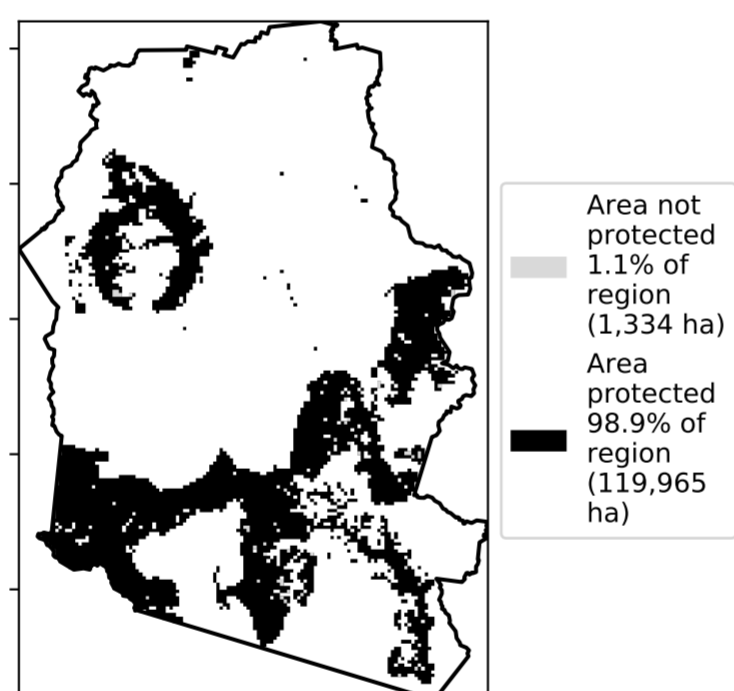 Area not
protected
1.1% of
region
(1,334 ha)
Area
protected
98.9% of
region
(119,965
ha)